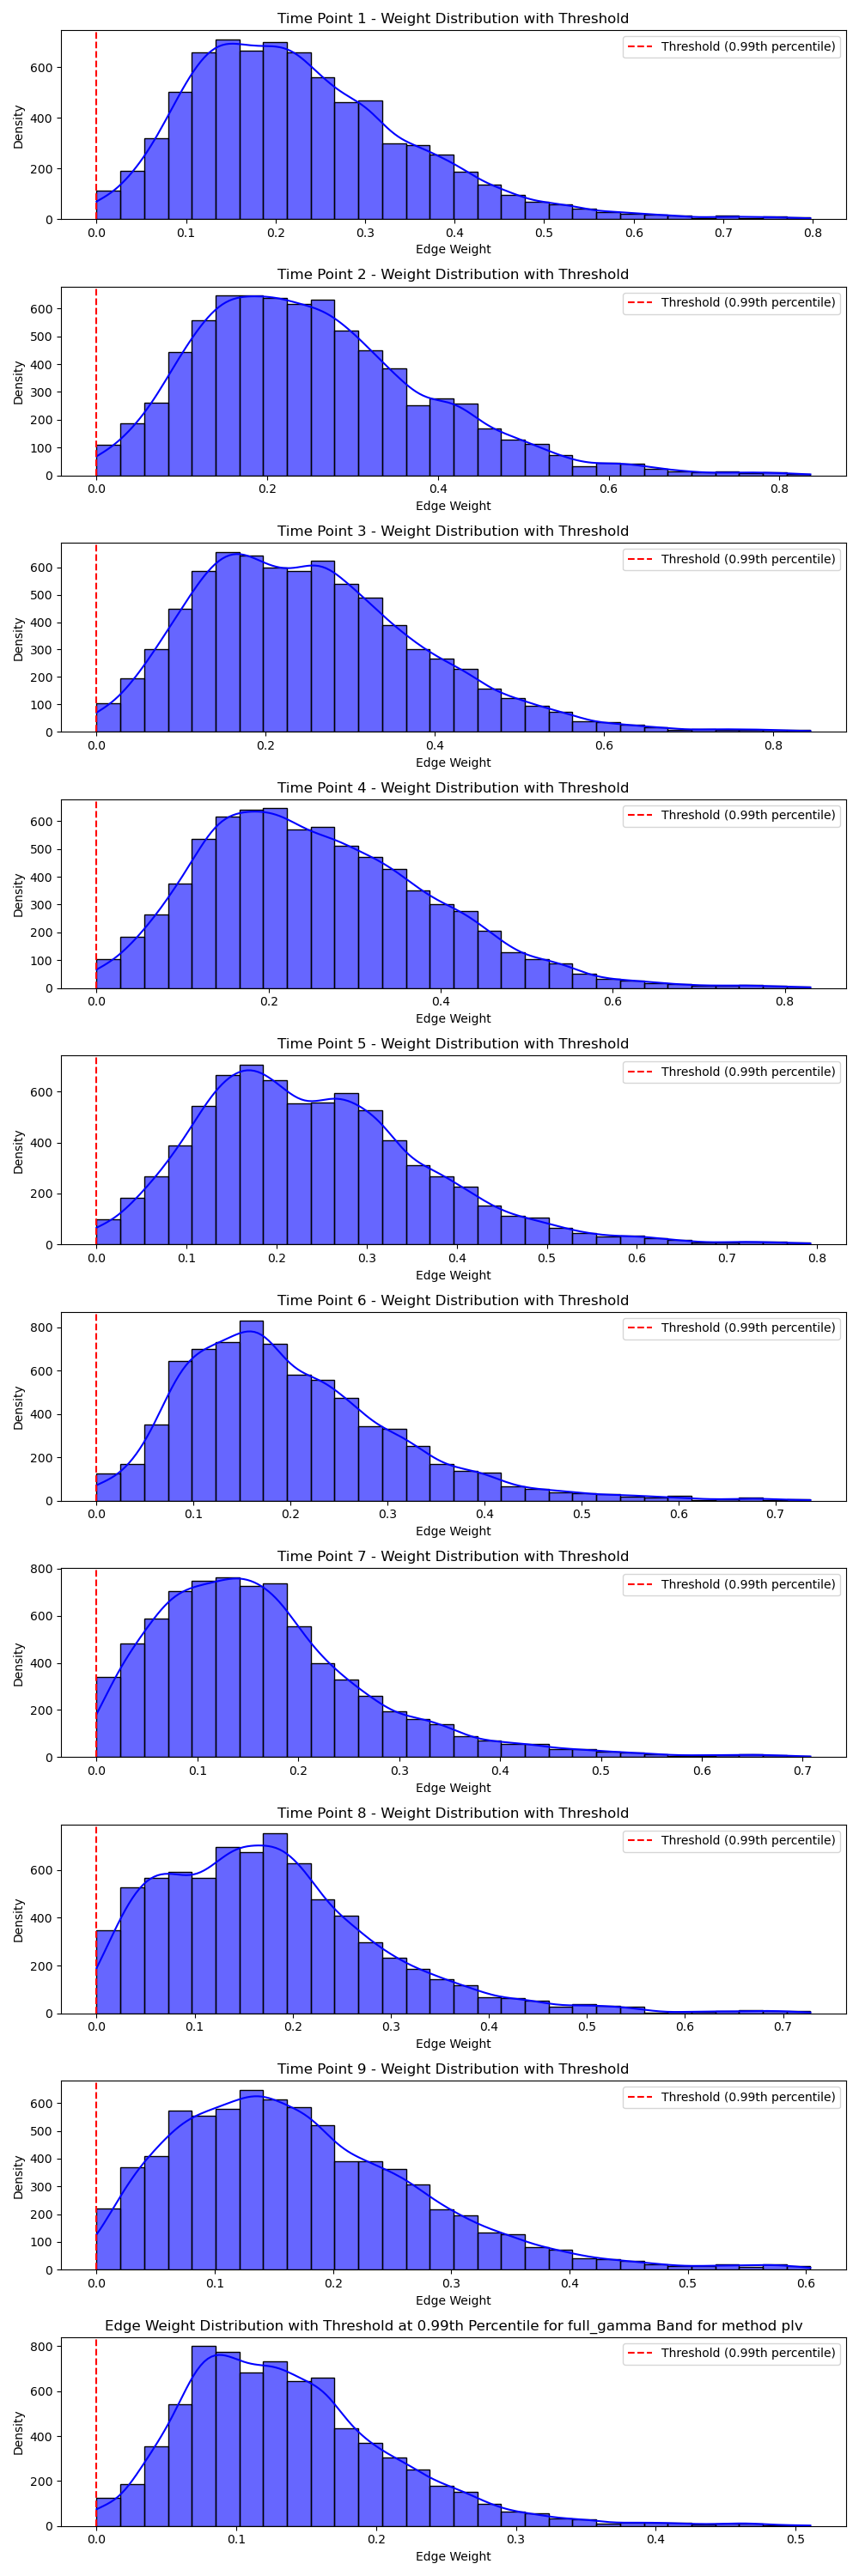 Time Point 1 - Weight Distribution with Threshold
Threshold (0.99th percentile)
Density
600
400
200
0
0.0 0.1 0.2 0.3 0.4 0.5 0.6 0.7 0.8
Edge Weight
Time Point 2 - Weight Distribution with Threshold
Threshold (0.99th percentile)
Density
600
500
400
300
200
100
0
0.0 0.2 0.4 0.6 0.8
Edge Weight
Time Point 3 - Weight Distribution with Threshold
Threshold (0.99th percentile)
Density
600
500
400
300
200
100
0
0.0 0.2 0.4 0.6 0.8
Edge Weight
Time Point 4 - Weight Distribution with Threshold
Threshold (0.99th percentile)
Density
600
500
400
300
200
100
0
0.0 0.2 0.4 0.6 0.8
Edge Weight
Time Point 5 - Weight Distribution with Threshold
Threshold (0.99th percentile)
Density
600
400
200
0
0.0 0.1 0.2 0.3 0.4 0.5 0.6 0.7 0.8
Edge Weight
Time Point 6 - Weight Distribution with Threshold
Threshold (0.99th percentile)
Density
800
600
400
200
0
0.0 0.1 0.2 0.3 0.4 0.5 0.6 0.7
Edge Weight
Time Point 7 - Weight Distribution with Threshold
Threshold (0.99th percentile)
Density
800
600
400
200
0
0.0 0.1 0.2 0.3 0.4 0.5 0.6 0.7
Edge Weight
Time Point 8 - Weight Distribution with Threshold
Threshold (0.99th percentile)
Density
600
400
200
0
0.0 0.1 0.2 0.3 0.4 0.5 0.6 0.7
Edge Weight
Time Point 9 - Weight Distribution with Threshold
Threshold (0.99th percentile)
Density
600
500
400
300
200
100
0
0.0 0.1 0.2 0.3 0.4 0.5 0.6
Edge Weight
Edge Weight Distribution with Threshold at 0.99th Percentile for full_gamma Band for method plv
Threshold (0.99th percentile)
Density
800
600
400
200
0
0.0 0.1 0.2 0.3 0.4 0.5
Edge Weight